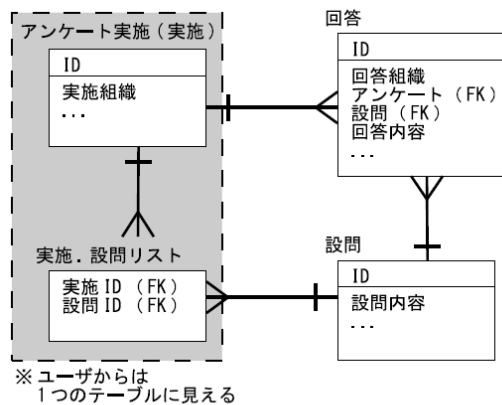 アンケート実施(実施)
ID
実施組織
...
回答
ID
回答組織
アンケート(FK)
設問(FK)
回答内容
...
実施.設問リスト
実施ID(FK)
設問ID(FK)
設問
ID
設問内容
...
※ ユーザからは
1つのテーブルに見える